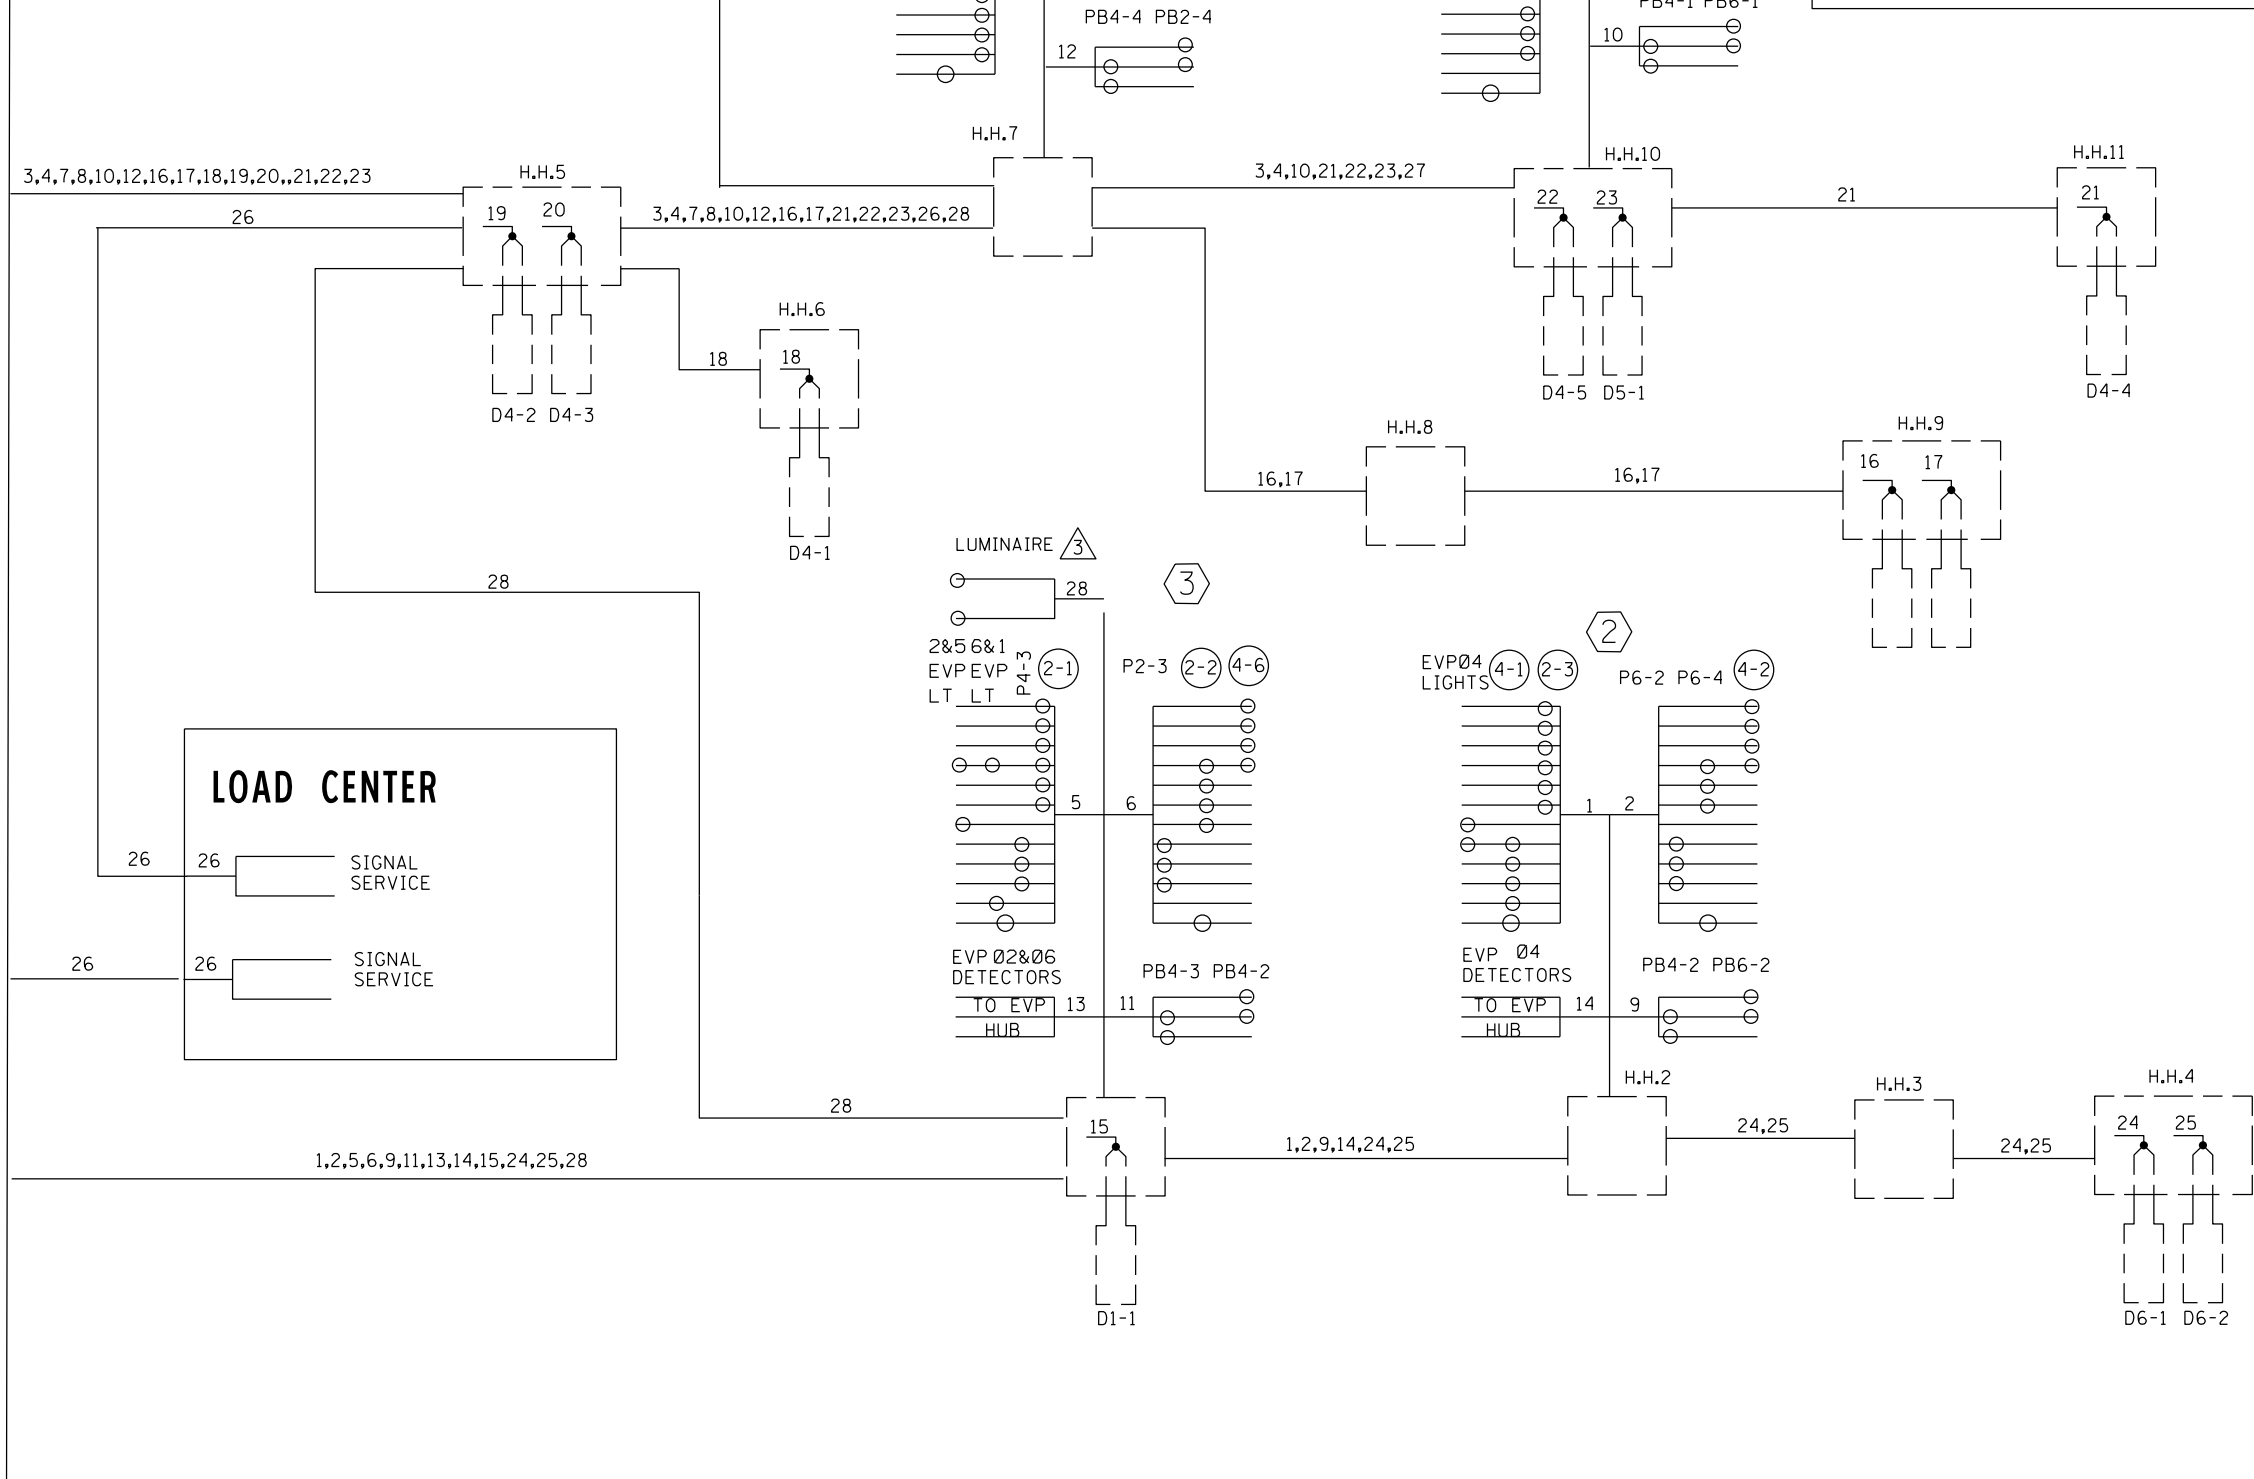 PB4-4 PB2-4
12
PB4-1 PB6-1
10
H.H.7
H.H.10
H.H.11
3,4,7,8,10,12,16,17,18,19,20,,21,22,23
H.H.5
3,4,10,21,22,23,27
22 23
21
21
26
19 20
3,4,7,8,10,12,16,17,21,22,23,26,28
H.H.6
18
18
D4-2 D4-3
D4-5 D5-1
D4-4
D4-1
H.H.8
H.H.9
16,17
16,17
16 17
LUMINAIRE 3
28
3
28
2
2&5 6&1
EVP EVP
LT LT
P4-3
2-1
P2-3 2-2 4-6
EVPØ4
LIGHTS
4-1 2-3
P6-2 P6-4 4-2
LOAD CENTER
5 6
1 2
26 26
SIGNAL
SERVICE
26 26
SIGNAL
SERVICE
EVP Ø2&Ø6
DETECTORS
TO EVP
HUB
13 11
PB4-3 PB4-2
EVP Ø4
DETECTORS
TO EVP
HUB
14 9
PB4-2 PB6-2
H.H.2
H.H.3
H.H.4
28
15
1,2,5,6,9,11,13,14,15,24,25,28
1,2,9,14,24,25
24,25
24,25
24 25
D1-1
D6-1 D6-2